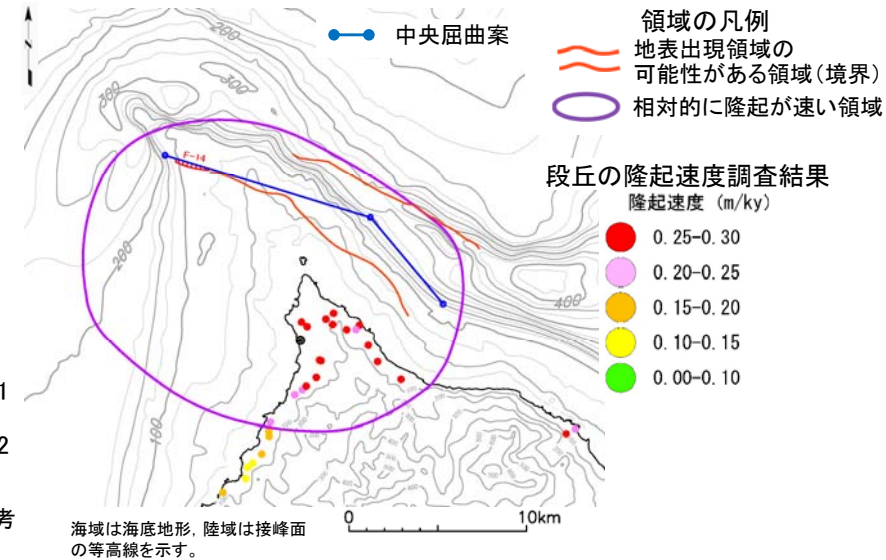 N
中央屈曲案
領域の凡例
地表出現領域の
可能性がある領域(境界)
相対的に隆起が速い領域
段丘の隆起速度調査結果
隆起速度 (m/ky)
0.25-0.30
0.20-0.25
0.15-0.20
0.10-0.15
0.00-0.10
200
300
300
F-14
200
400
100
1
2
考
0
10km
海域は海底地形,陸域は接峰面
の等高線を示す。